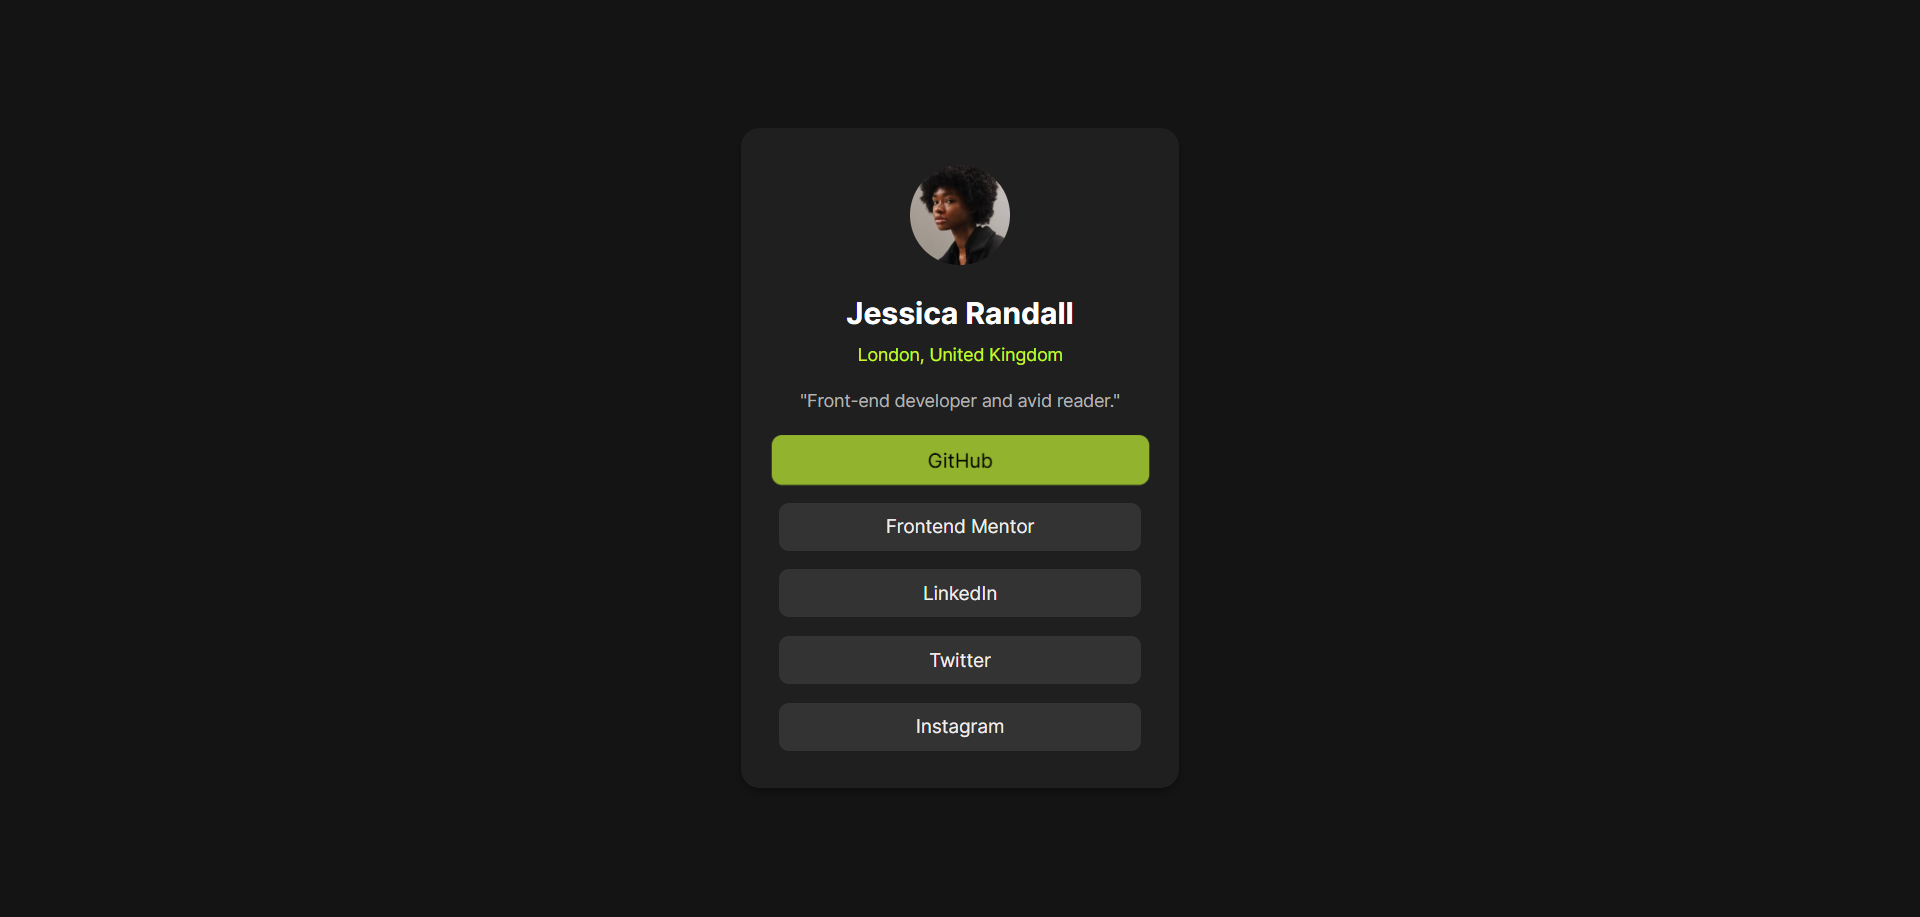 Jessica Randall
London, United Kingdom
"Front-end developer and avid reader."
GitHub
Frontend Mentor
LinkedIn
Twitter
Instagram